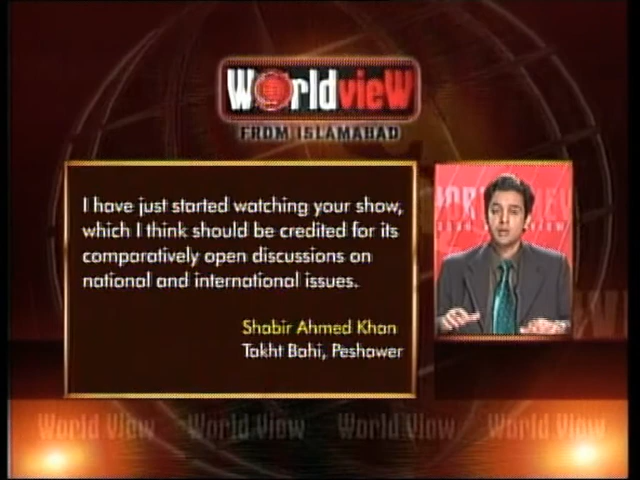 WorldvieW
FROM ISLAMABAD
I have just started watching your show,
which I think should be credited for its
comparatively open discussions on
national and international issues.
Shabir Ahmed Khan
Takht Bahi, Peshawer
World View World View World View World View